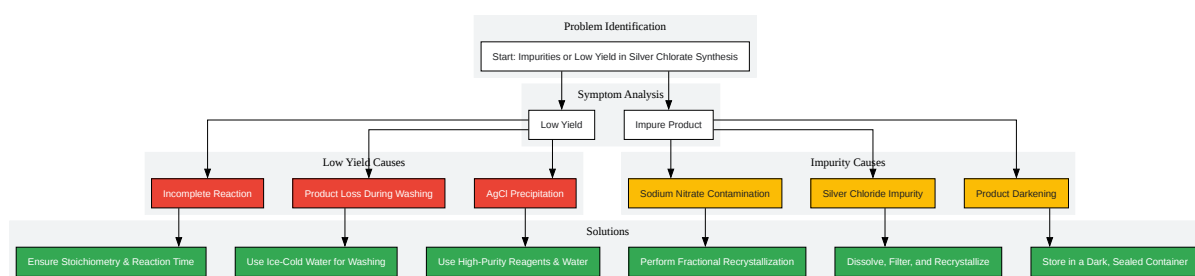 Problem Identification
Start: Impurities or Low Yield in Silver Chlorate Synthesis
Symptom Analysis
Low Yield
Impure Product
Low Yield Causes
Impurity Causes
Incomplete Reaction
Product Loss During Washing
AgCl Precipitation
Sodium Nitrate Contamination
Silver Chloride Impurity
Product Darkening
Solutions
Ensure Stoichiometry & Reaction Time
Use Ice-Cold Water for Washing
Use High-Purity Reagents & Water
Perform Fractional Recrystallization
Dissolve, Filter, and Recrystallize
Store in a Dark, Sealed Container